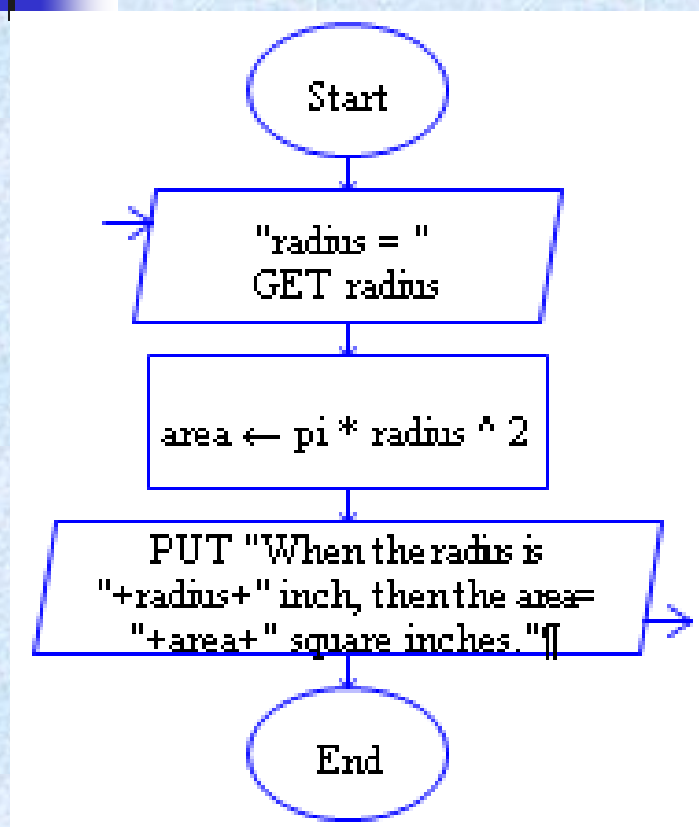 Start
"radius = "
GET radius
area ← pi * radius ^ 2
PUT "When the radius is
"+radius+" inch, then the area=
"+area+" square inches."¶
End